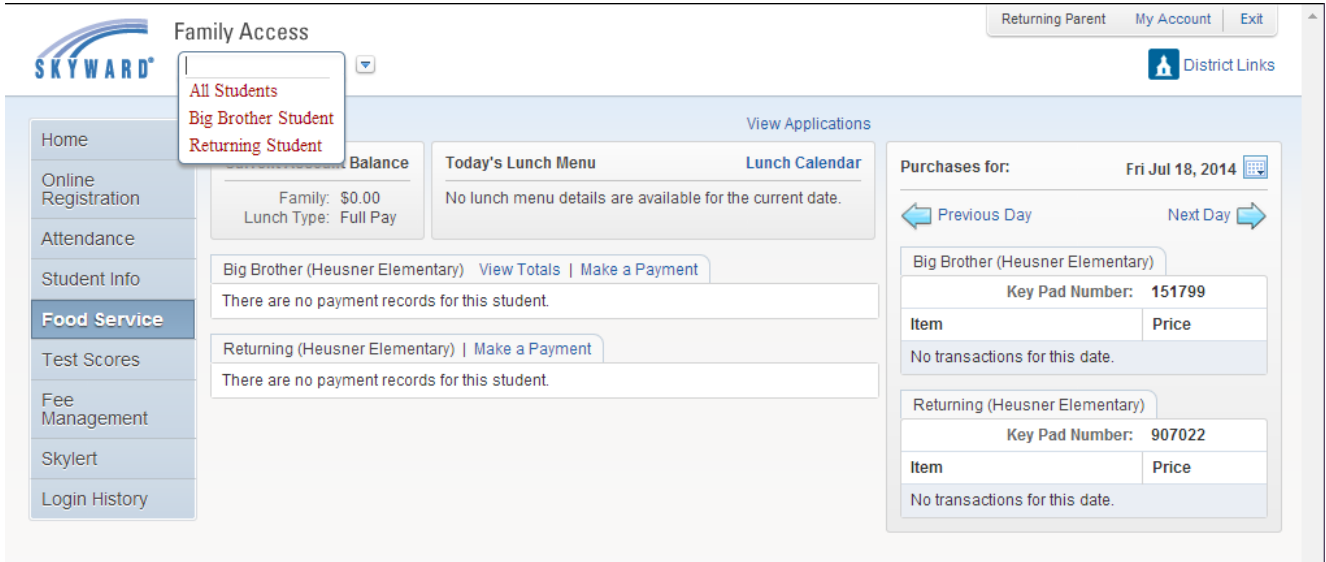 Family Access
SKYWARD®
Returning Parent My Account Exit
District Links
All Students
Big Brother Student
Returning Student
Home
Online
Registration
Attendance
Student Info
Food Service
Test Scores
Fee
Management
Skylert
Login History
View Applications
Balance
Family: $0.00
Lunch Type: Full Pay
Today's Lunch Menu Lunch Calendar
No lunch menu details are available for the current date.
Big Brother (Heusner Elementary) View Totals | Make a Payment
There are no payment records for this student.
Returning (Heusner Elementary) | Make a Payment
There are no payment records for this student.
Purchases for: Fri Jul 18, 2014
Previous Day Next Day
Big Brother (Heusner Elementary)
Key Pad Number: 151799
Item Price
No transactions for this date.
Returning (Heusner Elementary)
Key Pad Number: 907022
Item Price
No transactions for this date.